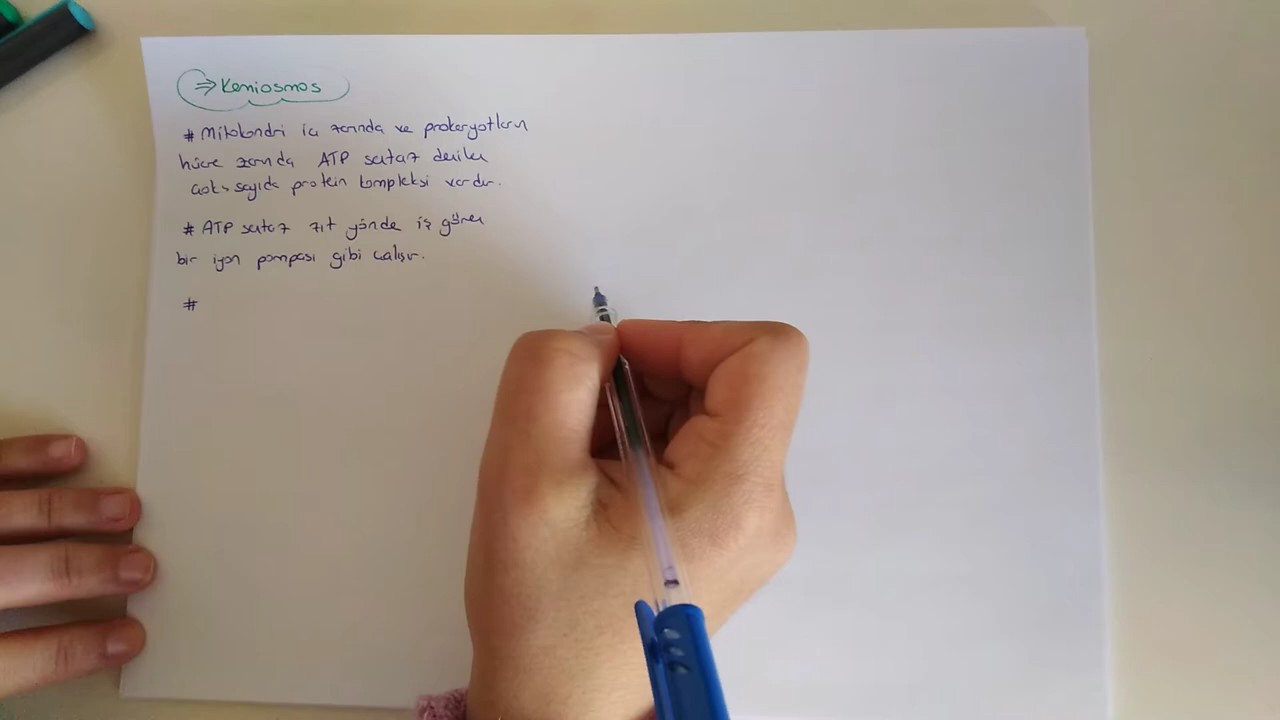 ⇒ Kemiosmos
# Mitokondri iç zarında ve prokaryotların
hücre zarında ATP sentaz denilen
çok sayıda protein kompleksi vardır.
# ATP sentaz zıt yönde iş gören
bir iyon pompası gibi çalışır.
#